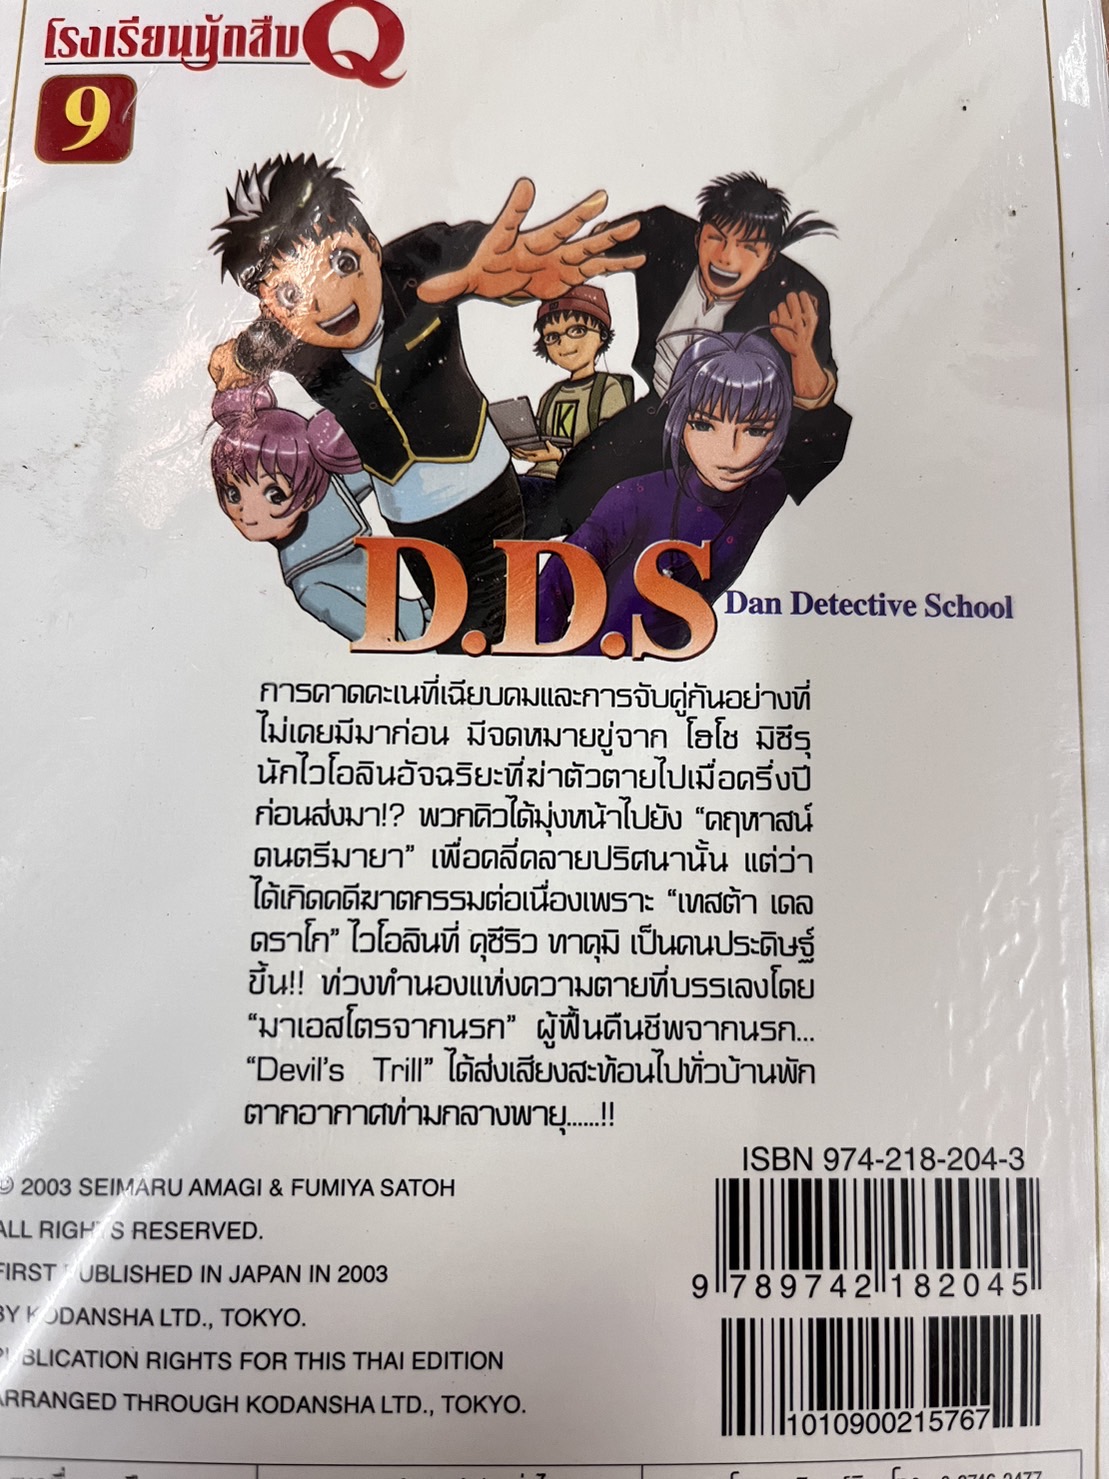 โรงเรียนนักสืบ Q
9
D.D.S
Dan Detective School
การคาดคะเนที่เฉียบคมและการจับคู่กันอย่างที่
ไม่เคยมีมาก่อน มีจดหมายขู่จาก โฮโช มิซึรุ
นักไวโอลินอัจฉริยะที่ฆ่าตัวตายไปเมื่อครึ่งปี
ก่อนส่งมา!? พวกคิวได้มุ่งหน้าไปยัง “คฤหาสน์
ดนตรีมายา” เพื่อคลี่คลายปริศนานั้น แต่ว่า
ได้เกิดคดีฆาตกรรมต่อเนื่องเพราะ “เทสต้า เดล
ดราโก” ไวโอลินที่ คุซึริว ทาคุมิ เป็นคนประดิษฐ์
ขึ้น!! ท่วงทำนองแห่งความตายที่บรรเลงโดย
“มาเอสโตรจากนรก” ผู้ฟื้นคืนชีพจากนรก...
“Devil’s Trill” ได้ส่งเสียงสะท้อนไปทั่วบ้านพัก
ตากอากาศท่ามกลางพายุ......!!
ISBN 974-218-204-3
© 2003 SEIMARU AMAGI & FUMIYA SATOH
ALL RIGHTS RESERVED.
FIRST PUBLISHED IN JAPAN IN 2003
BY KODANSHA LTD., TOKYO.
PUBLICATION RIGHTS FOR THIS THAI EDITION
ARRANGED THROUGH KODANSHA LTD., TOKYO.
9 789742 182045
1010900215767